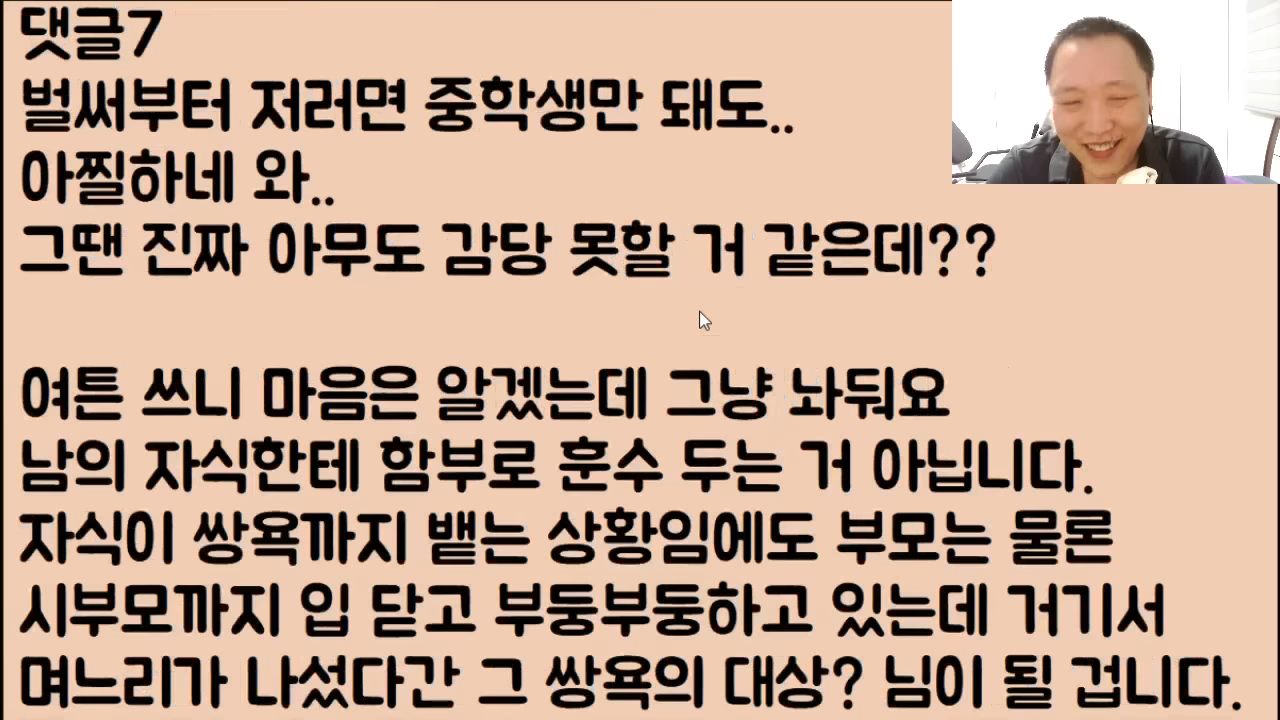 댓글7
벌써부터 저러면 중학생만 돼도..
아찔하네 와..
그땐 진짜 아무도 감당 못할 거 같은데??
여튼 쓰니 마음은 알겠는데 그냥 놔둬요
남의 자식한테 함부로 훈수 두는 거 아닙니다.
자식이 쌍욕까지 뱉는 상황임에도 부모는 물론
시부모까지 입 닫고 부둥부둥하고 있는데 거기서
며느리가 나섰다간 그 쌍욕의 대상? 님이 될 겁니다.